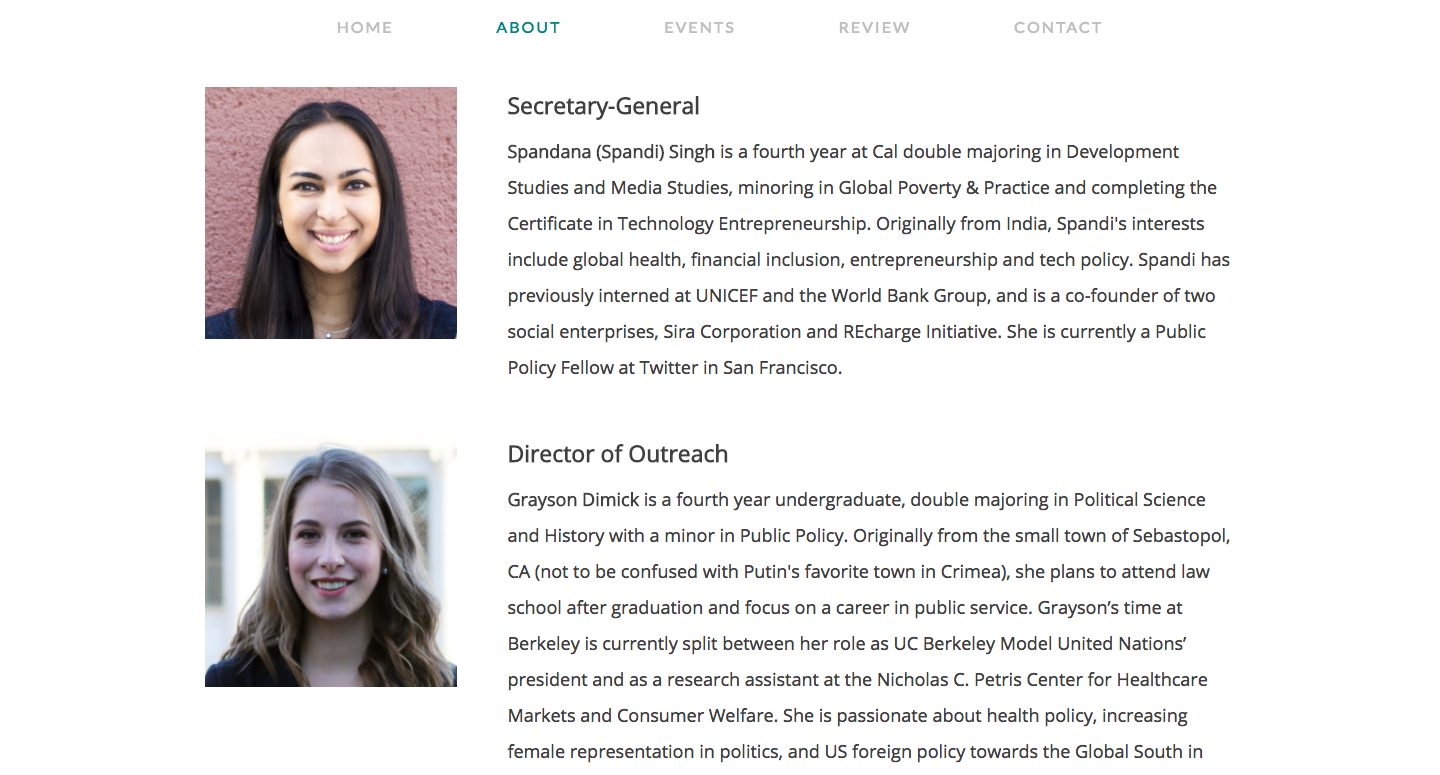 HOME ABOUT EVENTS REVIEW CONTACT
Secretary-General
Spandana (Spandi) Singh is a fourth year at Cal double majoring in Development
Studies and Media Studies, minoring in Global Poverty & Practice and completing the
Certificate in Technology Entrepreneurship. Originally from India, Spandi's interests
include global health, financial inclusion, entrepreneurship and tech policy. Spandi has
previously interned at UNICEF and the World Bank Group, and is a co-founder of two
social enterprises, Sira Corporation and REcharge Initiative. She is currently a Public
Policy Fellow at Twitter in San Francisco.
Director of Outreach
Grayson Dimick is a fourth year undergraduate, double majoring in Political Science
and History with a minor in Public Policy. Originally from the small town of Sebastopol,
CA (not to be confused with Putin's favorite town in Crimea), she plans to attend law
school after graduation and focus on a career in public service. Grayson’s time at
Berkeley is currently split between her role as UC Berkeley Model United Nations’
president and as a research assistant at the Nicholas C. Petris Center for Healthcare
Markets and Consumer Welfare. She is passionate about health policy, increasing
female representation in politics, and US foreign policy towards the Global South in